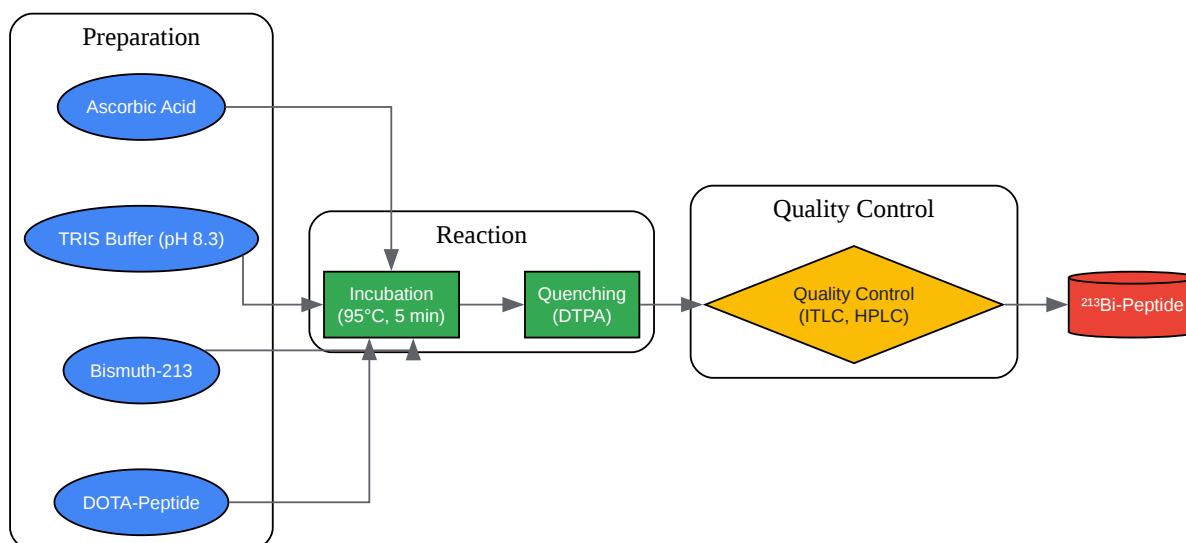 Preparation
Ascorbic Acid
TRIS Buffer (pH 8.3)
Bismuth-213
DOTA-Peptide
Reaction
Incubation
(95°C, 5 min)
Quenching
(DTPA)
Quality Control
Quality Control
(ITLC, HPLC)
²¹³Bi-Peptide